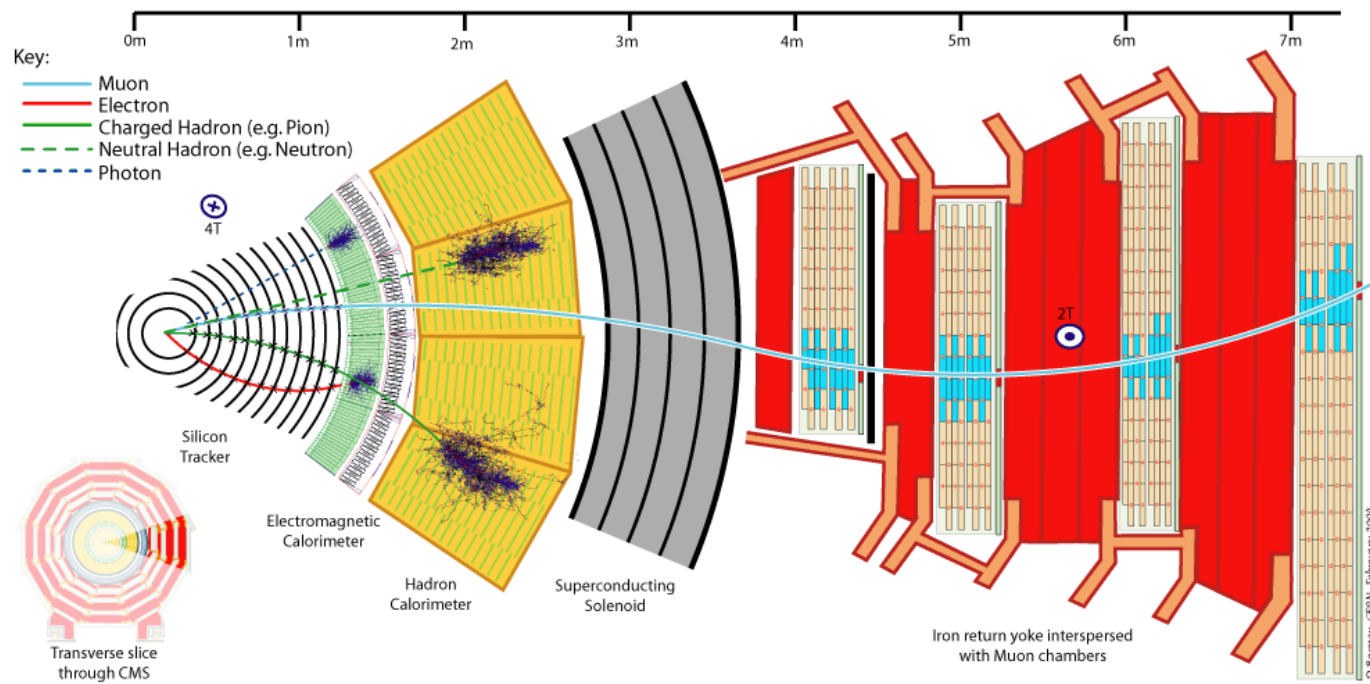 0m 1m 2m 3m 4m 5m 6m 7m
Key:
Muon
Electron
Charged Hadron (e.g. Pion)
Neutral Hadron (e.g. Neutron)
Photon
4T
2T
Silicon
Tracker
Electromagnetic
Calorimeter
Hadron
Calorimeter
Superconducting
Solenoid
Iron return yoke interspersed
with Muon chambers
Transverse slice
through CMS